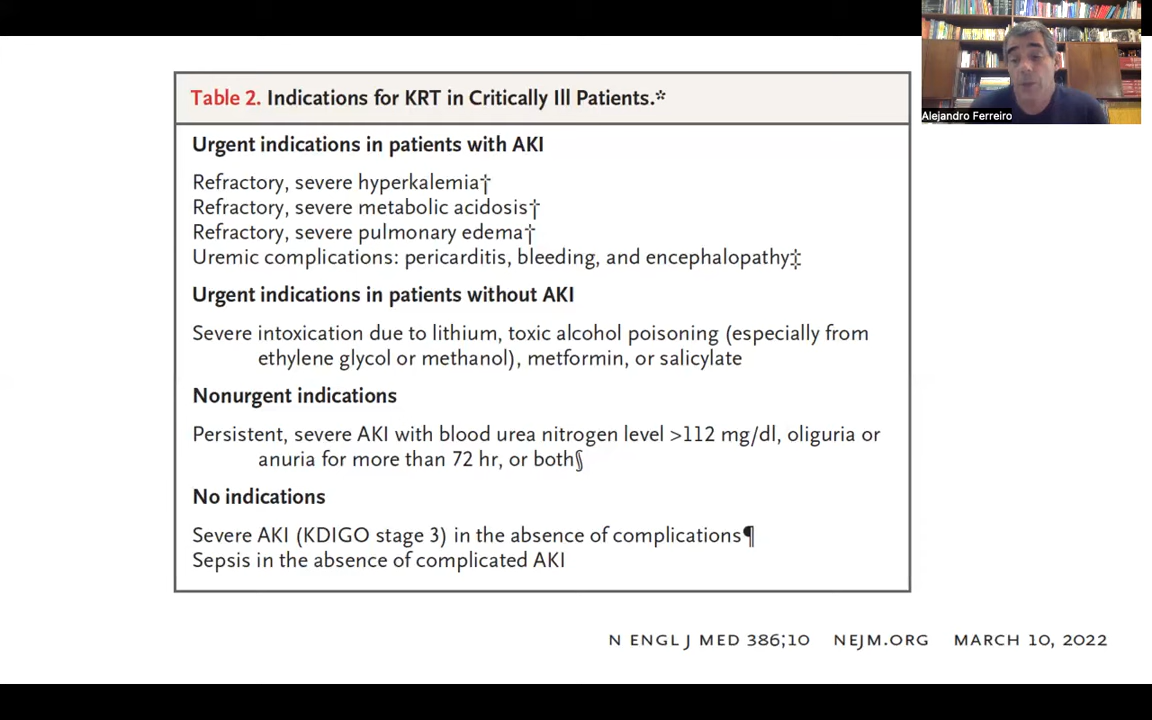 Alejandro Ferreiro
Table 2. Indications for KRT in Critically Ill Patients.*
Urgent indications in patients with AKI
Refractory, severe hyperkalemia†
Refractory, severe metabolic acidosis†
Refractory, severe pulmonary edema†
Uremic complications: pericarditis, bleeding, and encephalopathy‡
Urgent indications in patients without AKI
Severe intoxication due to lithium, toxic alcohol poisoning (especially from
ethylene glycol or methanol), metformin, or salicylate
Nonurgent indications
Persistent, severe AKI with blood urea nitrogen level >112 mg/dl, oliguria or
anuria for more than 72 hr, or both§
No indications
Severe AKI (KDIGO stage 3) in the absence of complications¶
Sepsis in the absence of complicated AKI
N ENGL J MED 386;10 NEJM.ORG MARCH 10, 2022